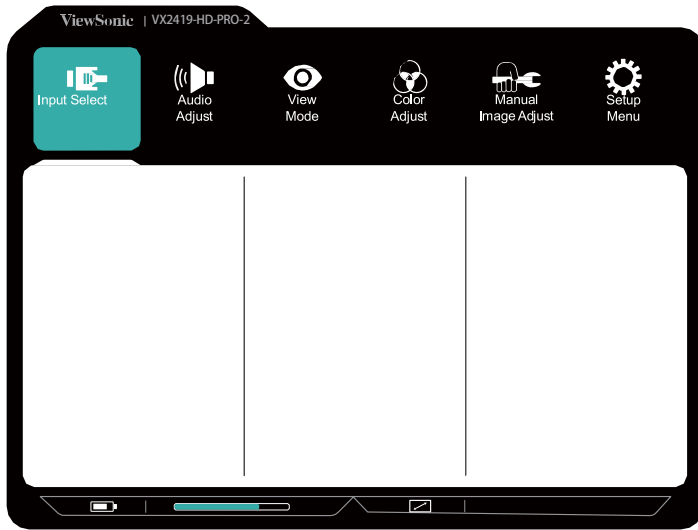 ViewSonic | VX2419-HD-PRO-2
Input Select
Audio
Adjust
View
Mode
Color
Adjust
Manual
Image Adjust
Setup
Menu